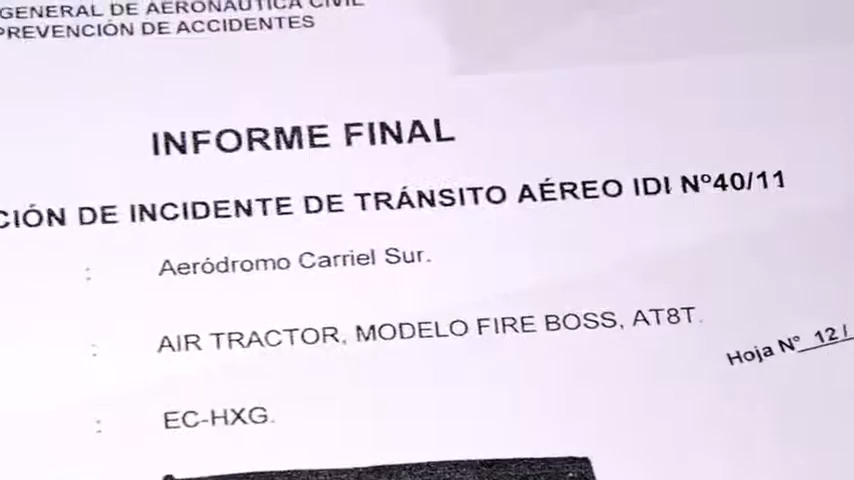 GENERAL DE AERONÁUTICA CIVIL
PREVENCIÓN DE ACCIDENTES
INFORME FINAL
CIÓN DE INCIDENTE DE TRÁNSITO AÉREO IDI Nº40/11
: Aeródromo Carriel Sur.
: AIR TRACTOR, MODELO FIRE BOSS, AT8T.
Hoja Nº 12/
: EC-HXG.